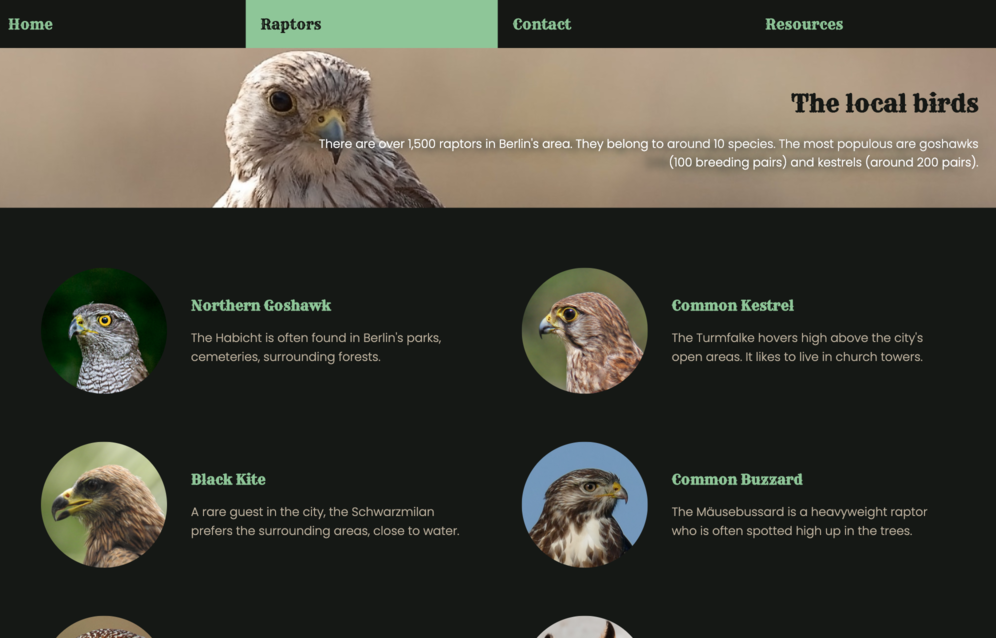 Home
Raptors
Contact
Resources
The local birds
There are over 1,500 raptors in Berlin's area. They belong to around 10 species. The most populous are goshawks
(100 breeding pairs) and kestrels (around 200 pairs).
Northern Goshawk
The Habicht is often found in Berlin's parks,
cemeteries, surrounding forests.
Common Kestrel
The Turmfalke hovers high above the city's
open areas. It likes to live in church towers.
Black Kite
A rare guest in the city, the Schwarzmilan
prefers the surrounding areas, close to water.
Common Buzzard
The Mäusebussard is a heavyweight raptor
who is often spotted high up in the trees.